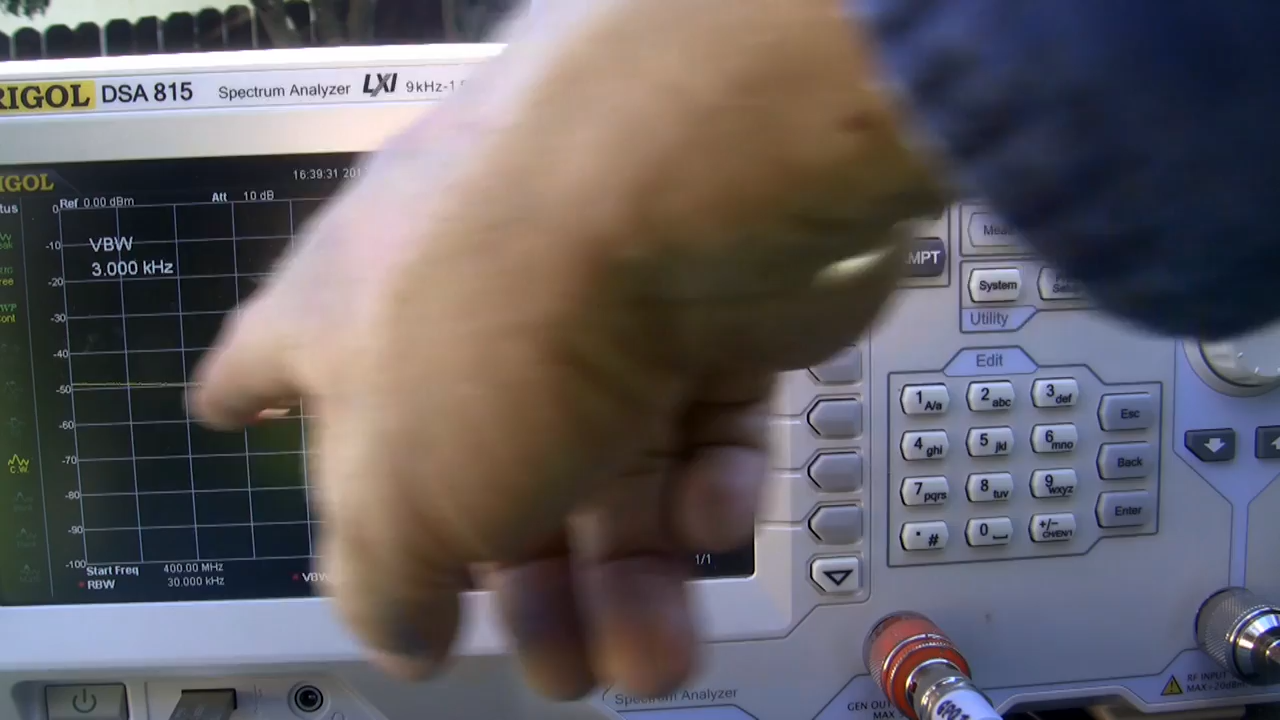 RIGOL DSA 815 Spectrum Analyzer LXI 9kHz-1.5
IGOL
16:39:31
tus
Ref 0.00 dBm Att 10 dB
0
VBW
3.000 kHz
-10
-20
-30
-40
-50
-60
-70
-80
-90
-100
Start Freq 400.00 MHz
RBW 30.000 kHz VBW
1/1
Mea
MPT
System
Utility
Edit
1 A/a 2 abc 3 def Esc
4 ghi 5 jkl 6 mno Back
7 pqrs 8 tuv 9 wxyz Enter
. # 0 +/-
Spectrum Analyzer
GEN OUT
MAX
RF INPUT
MAX+20dBm